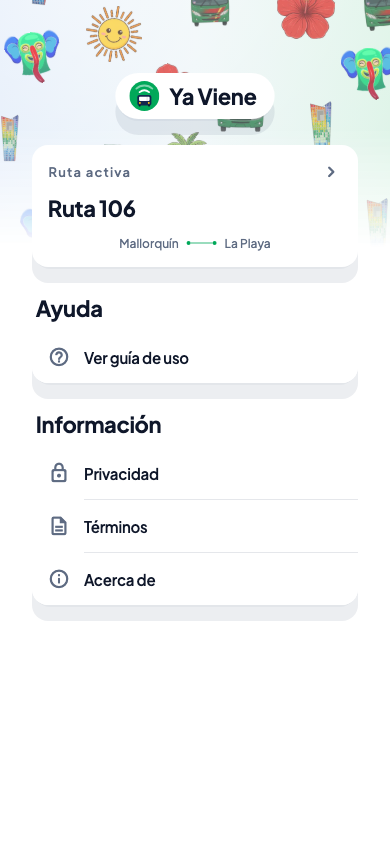 Ya Viene
Ruta activa
Ruta 106
Mallorquín La Playa
Ayuda
Ver guía de uso
Información
Privacidad
Términos
Acerca de